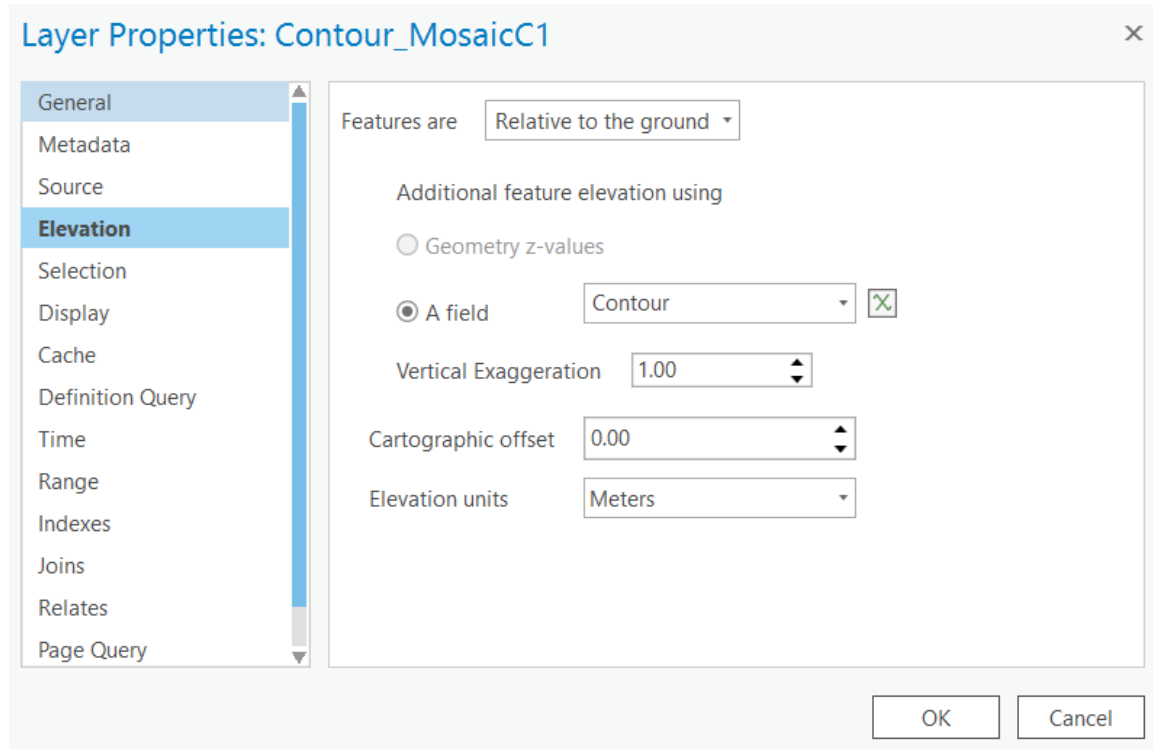 Layer Properties: Contour_MosaicC1
General
Metadata
Source
Elevation
Selection
Display
Cache
Definition Query
Time
Range
Indexes
Joins
Relates
Page Query
Features are Relative to the ground
Additional feature elevation using
Geometry z-values
A field Contour
Vertical Exaggeration 1.00
Cartographic offset 0.00
Elevation units Meters
OK Cancel